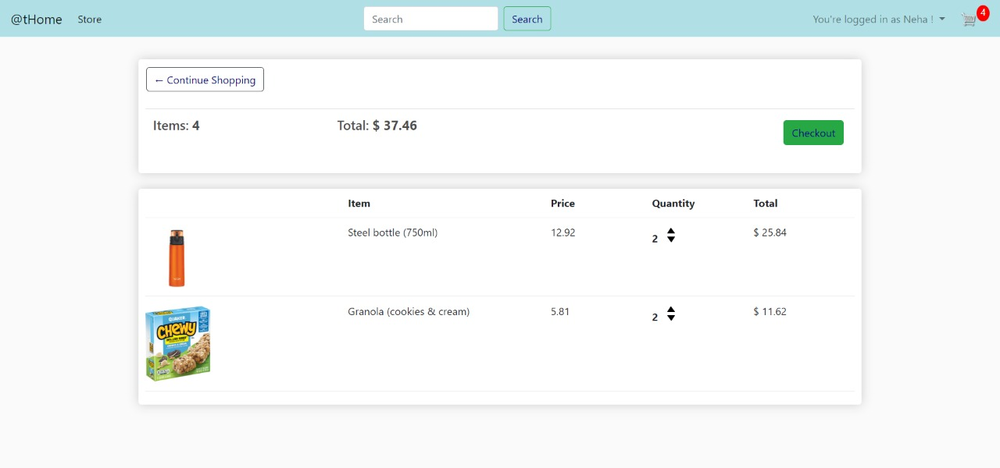 @tHome Store Search Search You're logged in as Neha ! 4
← Continue Shopping
Items: 4 Total: $ 37.46 Checkout
Item Price Quantity Total
Steel bottle (750ml) 12.92 2 $ 25.84
Granola (cookies & cream) 5.81 2 $ 11.62
QUAKER
Chewy